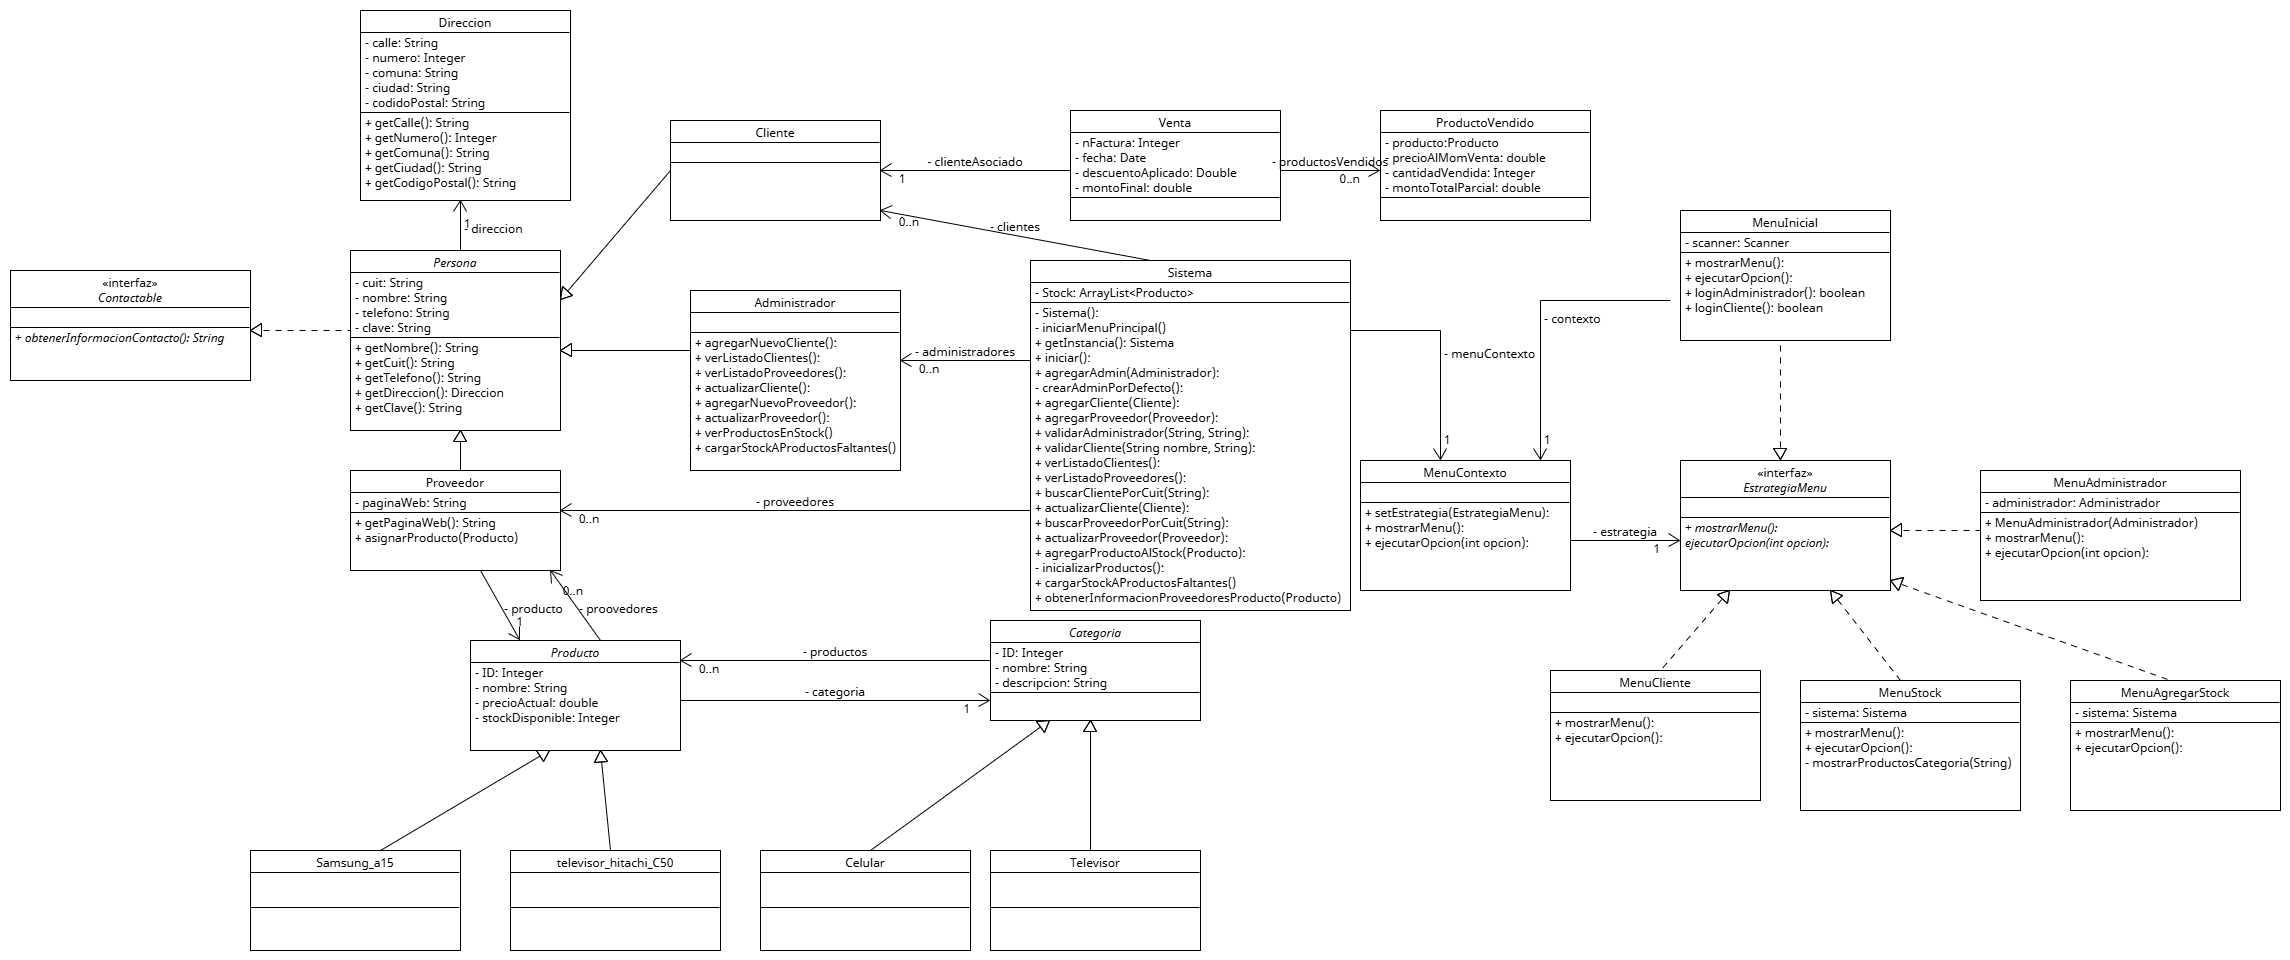 Direccion
- calle: String
- numero: Integer
- comuna: String
- ciudad: String
- codidoPostal: String
+ getCalle(): String
+ getNumero(): Integer
+ getComuna(): String
+ getCiudad(): String
+ getCodigoPostal(): String
1
- direccion
«interfaz»
Contactable
+ obtenerInformacionContacto(): String
Persona
- cuit: String
- nombre: String
- telefono: String
- clave: String
+ getNombre(): String
+ getCuit(): String
+ getTelefono(): String
+ getDireccion(): Direccion
+ getClave(): String
Cliente
- clienteAsociado
1
Venta
- nFactura: Integer
- fecha: Date
- descuentoAplicado: Double
- montoFinal: double
- productosVendidos
0..n
ProductoVendido
- producto:Producto
- precioAlMomVenta: double
- cantidadVendida: Integer
- montoTotalParcial: double
0..n
- clientes
Administrador
+ agregarNuevoCliente():
+ verListadoClientes():
+ verListadoProveedores():
+ actualizarCliente():
+ agregarNuevoProveedor():
+ actualizarProveedor():
+ verProductosEnStock()
+ cargarStockAProductosFaltantes()
- administradores
0..n
Sistema
- Stock: ArrayList<Producto>
- Sistema():
- iniciarMenuPrincipal()
+ getInstancia(): Sistema
+ iniciar():
+ agregarAdmin(Administrador):
- crearAdminPorDefecto():
+ agregarCliente(Cliente):
+ agregarProveedor(Proveedor):
+ validarAdministrador(String, String):
+ validarCliente(String nombre, String):
+ verListadoClientes():
+ verListadoProveedores():
+ buscarClientePorCuit(String):
+ actualizarCliente(Cliente):
+ buscarProveedorPorCuit(String):
+ actualizarProveedor(Proveedor):
+ agregarProductoAlStock(Producto):
- inicializarProductos():
+ cargarStockAProductosFaltantes()
+ obtenerInformacionProveedoresProducto(Producto)
- menuContexto
1
- contexto
1
MenuInicial
- scanner: Scanner
+ mostrarMenu():
+ ejecutarOpcion():
+ loginAdministrador(): boolean
+ loginCliente(): boolean
Proveedor
- paginaWeb: String
+ getPaginaWeb(): String
+ asignarProducto(Producto)
- proveedores
0..n
MenuContexto
+ setEstrategia(EstrategiaMenu):
+ mostrarMenu():
+ ejecutarOpcion(int opcion):
- estrategia
1
«interfaz»
EstrategiaMenu
+ mostrarMenu():
ejecutarOpcion(int opcion):
MenuAdministrador
- administrador: Administrador
+ MenuAdministrador(Administrador)
+ mostrarMenu():
+ ejecutarOpcion(int opcion):
0..n
- producto
- proovedores
1
Producto
- ID: Integer
- nombre: String
- precioActual: double
- stockDisponible: Integer
- productos
0..n
- categoria
1
Categoria
- ID: Integer
- nombre: String
- descripcion: String
MenuCliente
+ mostrarMenu():
+ ejecutarOpcion():
MenuStock
- sistema: Sistema
+ mostrarMenu():
+ ejecutarOpcion():
- mostrarProductosCategoria(String)
MenuAgregarStock
- sistema: Sistema
+ mostrarMenu():
+ ejecutarOpcion():
Samsung_a15
televisor_hitachi_C50
Celular
Televisor